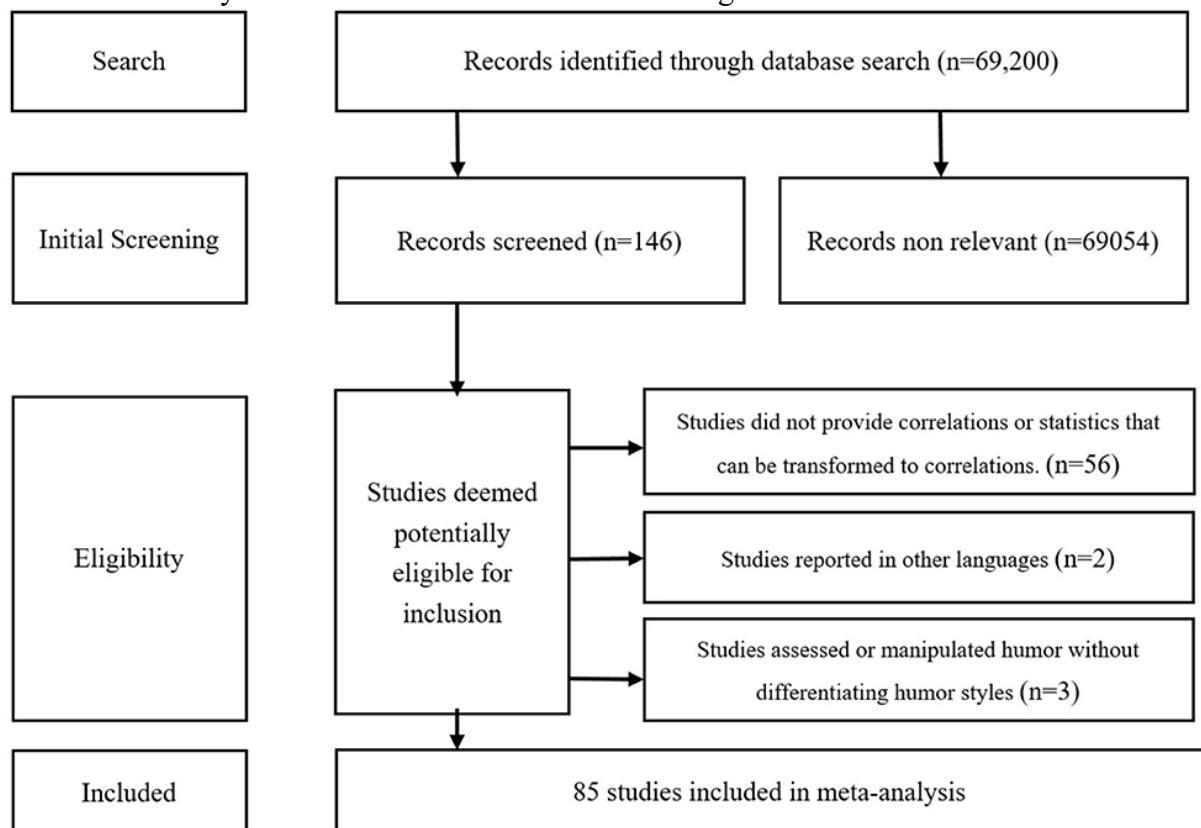 Search
Records identified through database search (n=69,200)
Initial Screening
Records screened (n=146)
Records non relevant (n=69054)
Eligibility
Studies deemed
potentially
eligible for
inclusion
Studies did not provide correlations or statistics that
can be transformed to correlations. (n=56)
Studies reported in other languages (n=2)
Studies assessed or manipulated humor without
differentiating humor styles (n=3)
Included
85 studies included in meta-analysis